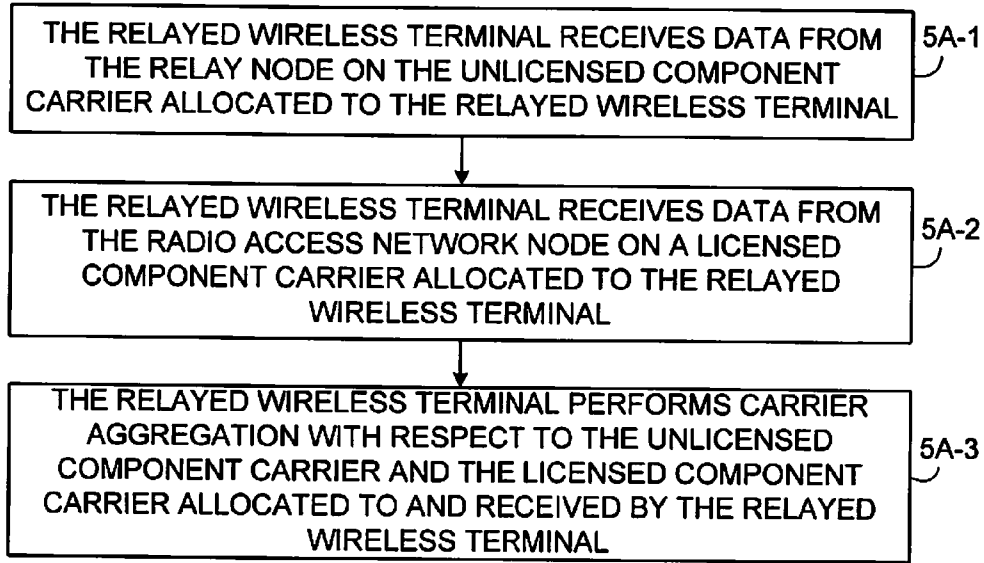 THE RELAYED WIRELESS TERMINAL RECEIVES DATA FROM
THE RELAY NODE ON THE UNLICENSED COMPONENT
CARRIER ALLOCATED TO THE RELAYED WIRELESS TERMINAL
5A-1
THE RELAYED WIRELESS TERMINAL RECEIVES DATA FROM
THE RADIO ACCESS NETWORK NODE ON A LICENSED
COMPONENT CARRIER ALLOCATED TO THE RELAYED
WIRELESS TERMINAL
5A-2
THE RELAYED WIRELESS TERMINAL PERFORMS CARRIER
AGGREGATION WITH RESPECT TO THE UNLICENSED
COMPONENT CARRIER AND THE LICENSED COMPONENT
CARRIER ALLOCATED TO AND RECEIVED BY THE RELAYED
WIRELESS TERMINAL
5A-3